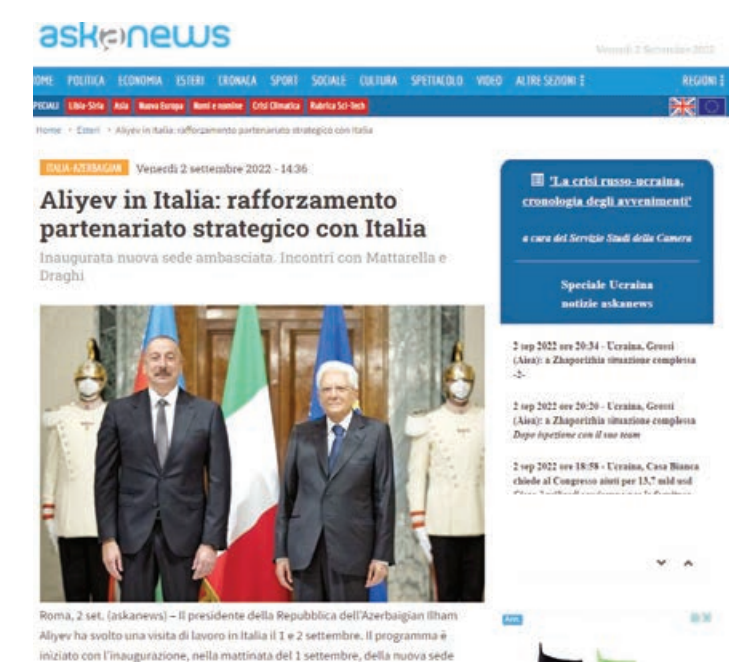 askanews
Venerdì 2 Settembre 2022
OME POLITICA ECONOMIA ESTERI CRONACA SPORT SOCIALE CULTURA SPETTACOLO VIDEO ALTRE SEZIONI REGIONI
PECIALI Libia-Siria Asia Nuova Europa Nomi e nomine Crisi Climatica Rubrica Sci-Tech
Home Esteri Aliyev in Italia: rafforzamento partenariato strategico con Italia
ITALIA-AZERBAIGIAN Venerdì 2 settembre 2022 - 14:36
Aliyev in Italia: rafforzamento
partenariato strategico con Italia
Inaugurata nuova sede ambasciata. Incontri con Mattarella e
Draghi
Roma, 2 set. (askanews) – Il presidente della Repubblica dell'Azerbaigian Ilham
Aliyev ha svolto una visita di lavoro in Italia il 1 e 2 settembre. Il programma è
iniziato con l'inaugurazione, nella mattinata del 1 settembre, della nuova sede
'La crisi russo-ucraina,
cronologia degli avvenimenti'
a cura del Servizio Studi della Camera
Speciale Ucraina
notizie askanews
2 sep 2022 ore 20:34 - Ucraina, Grossi
(Aiea): a Zhaporizhia situazione complessa
-2-
2 sep 2022 ore 20:20 - Ucraina, Grossi
(Aiea): a Zhaporizhia situazione complessa
Dopo ispezione con il suo team
2 sep 2022 ore 18:58 - Ucraina, Casa Bianca
chiede al Congresso aiuti per 13,7 mld usd
Ann.